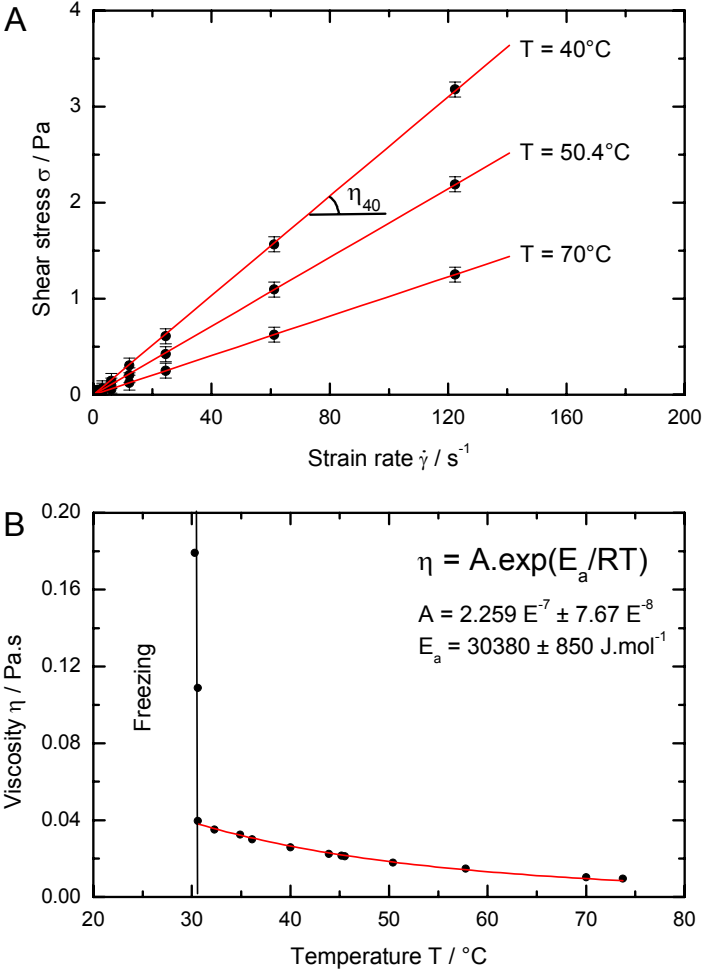 A
4
3
2
1
0
0
40
80
120
160
200
Shear stress σ / Pa
Strain rate γ̇ / s⁻¹
T = 40°C
T = 50.4°C
T = 70°C
η₄₀
B
0.20
0.16
0.12
0.08
0.04
0.00
20
30
40
50
60
70
80
Viscosity η / Pa.s
Temperature T / °C
Freezing
η = A.exp(Eₐ/RT)
A = 2.259 E⁻⁷ ± 7.67 E⁻⁸
Eₐ = 30380 ± 850 J.mol⁻¹